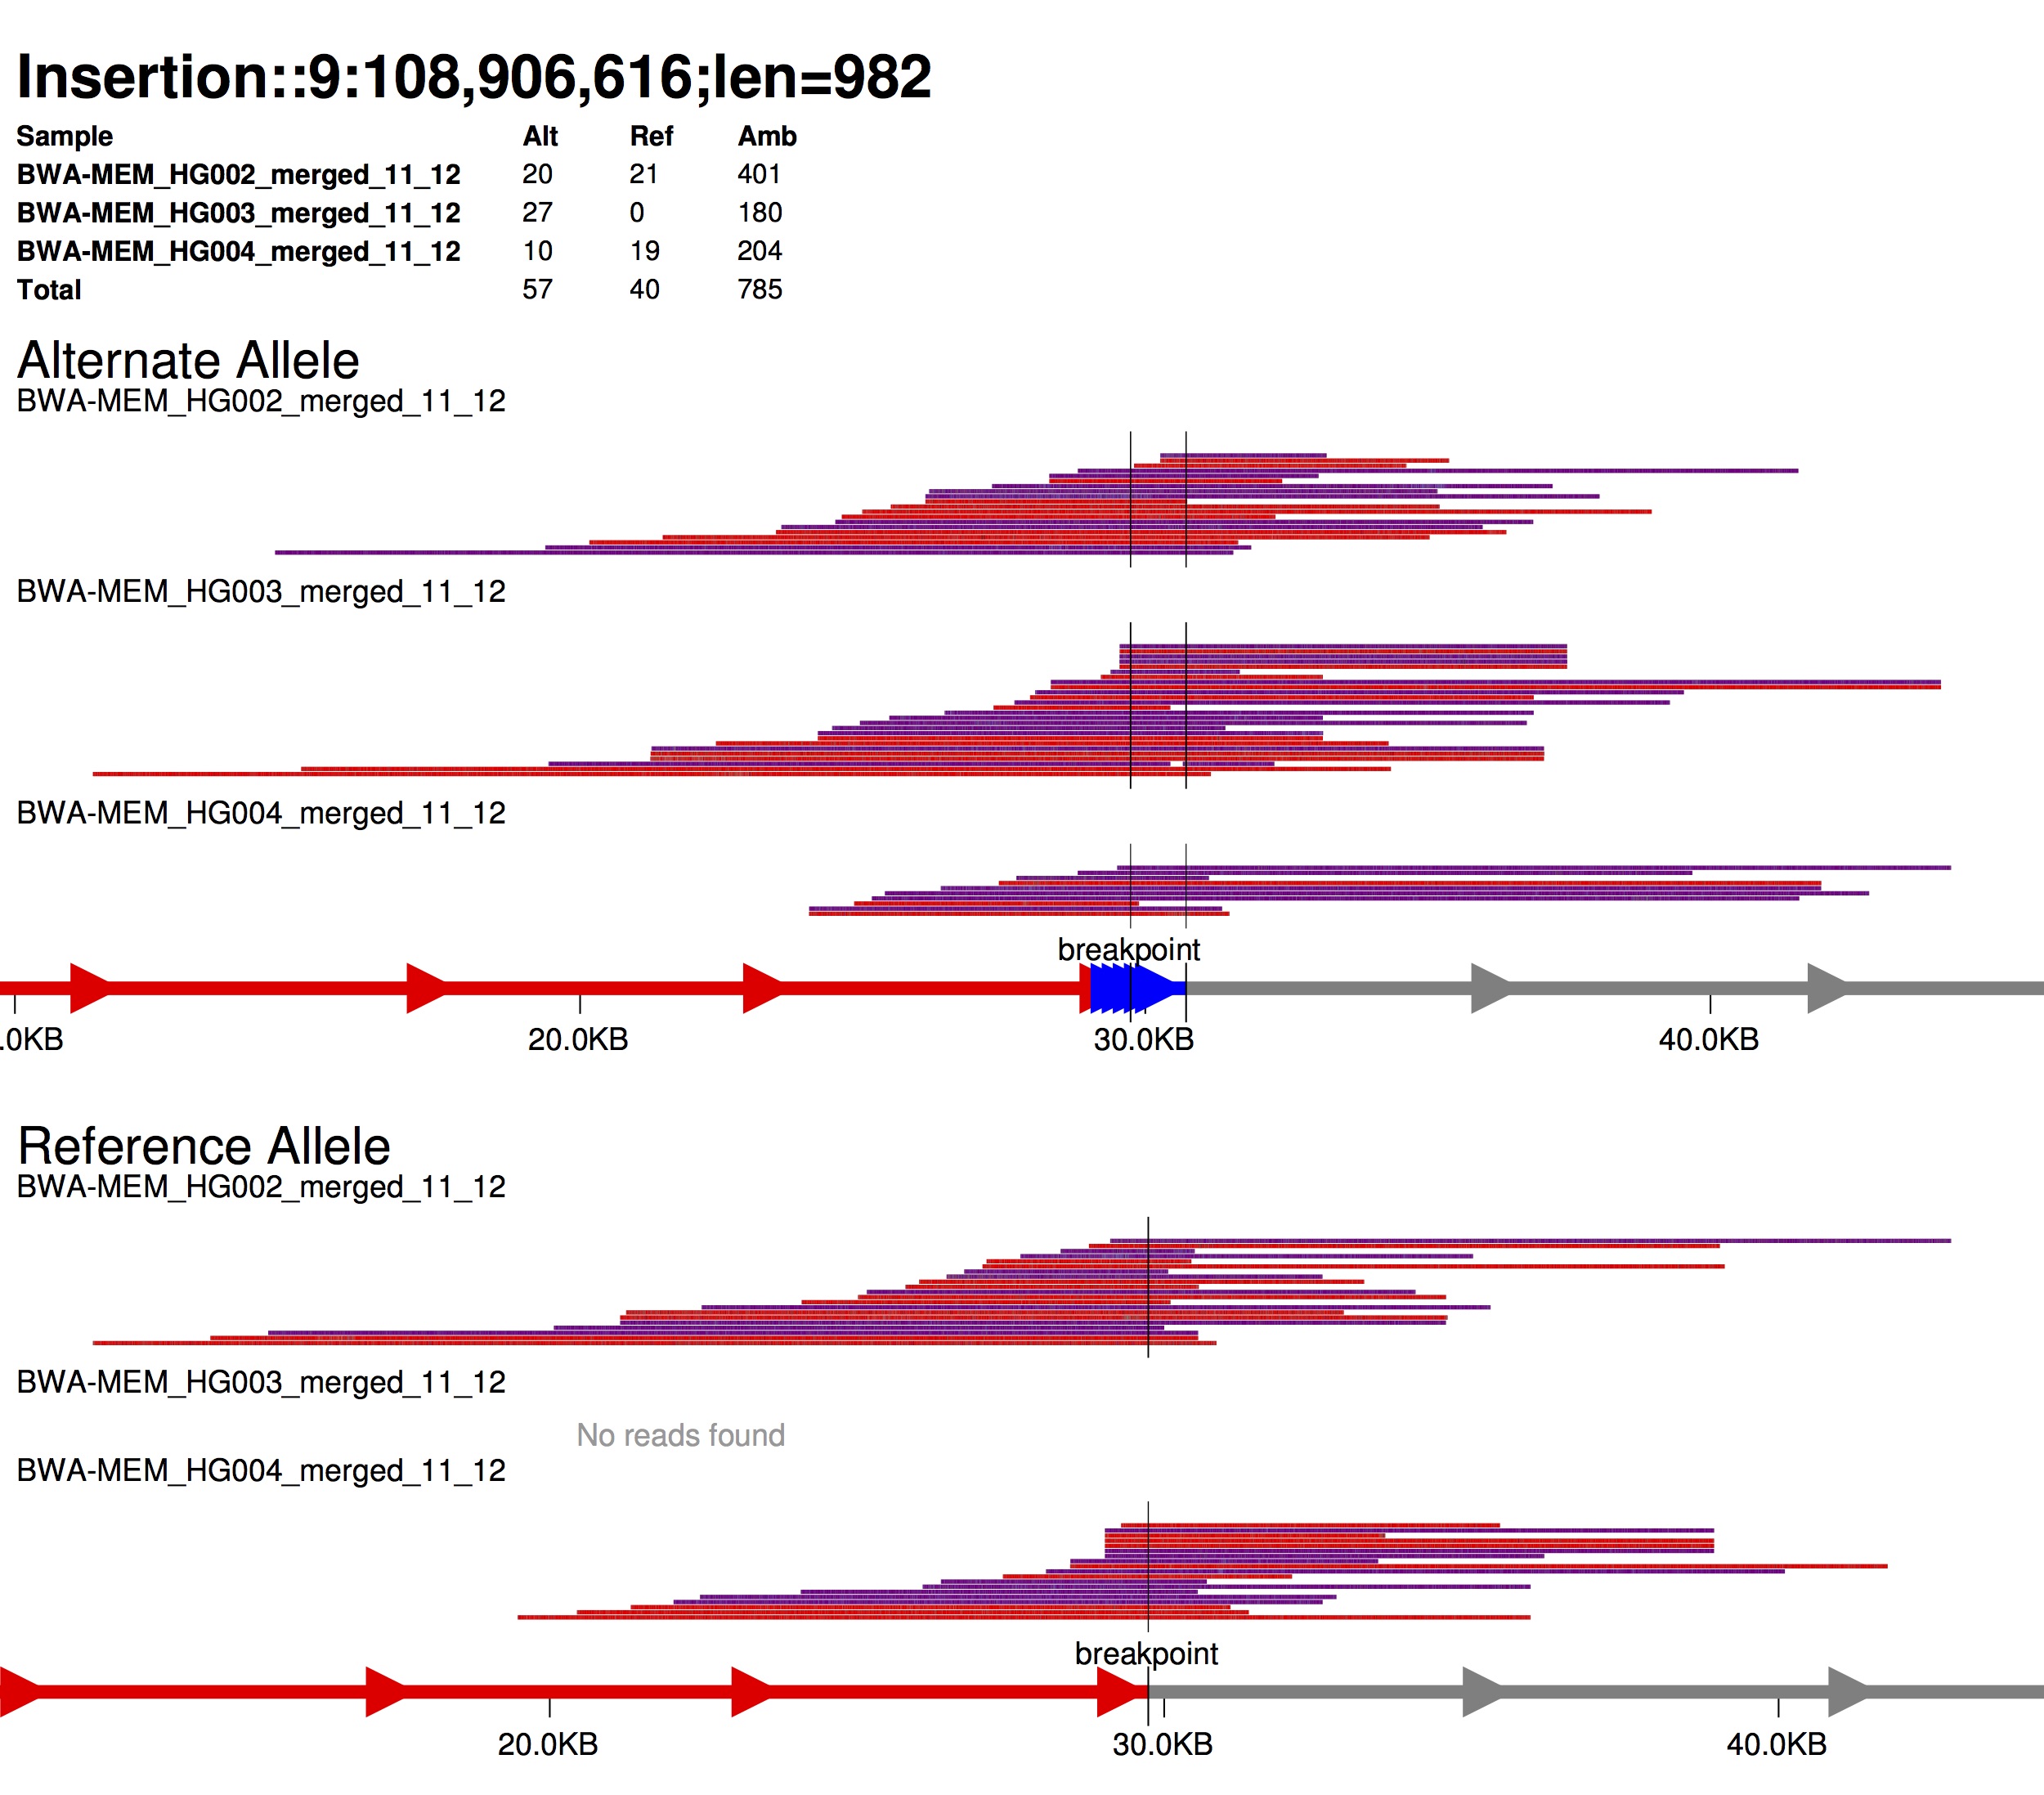 Insertion::9:108,906,616;len=982
Sample Alt Ref Amb
BWA-MEM_HG002_merged_11_12 20 21 401
BWA-MEM_HG003_merged_11_12 27 0 180
BWA-MEM_HG004_merged_11_12 10 19 204
Total 57 40 785
Alternate Allele
BWA-MEM_HG002_merged_11_12
BWA-MEM_HG003_merged_11_12
BWA-MEM_HG004_merged_11_12
breakpoint
.0KB 20.0KB 30.0KB 40.0KB
Reference Allele
BWA-MEM_HG002_merged_11_12
BWA-MEM_HG003_merged_11_12
No reads found
BWA-MEM_HG004_merged_11_12
breakpoint
20.0KB 30.0KB 40.0KB